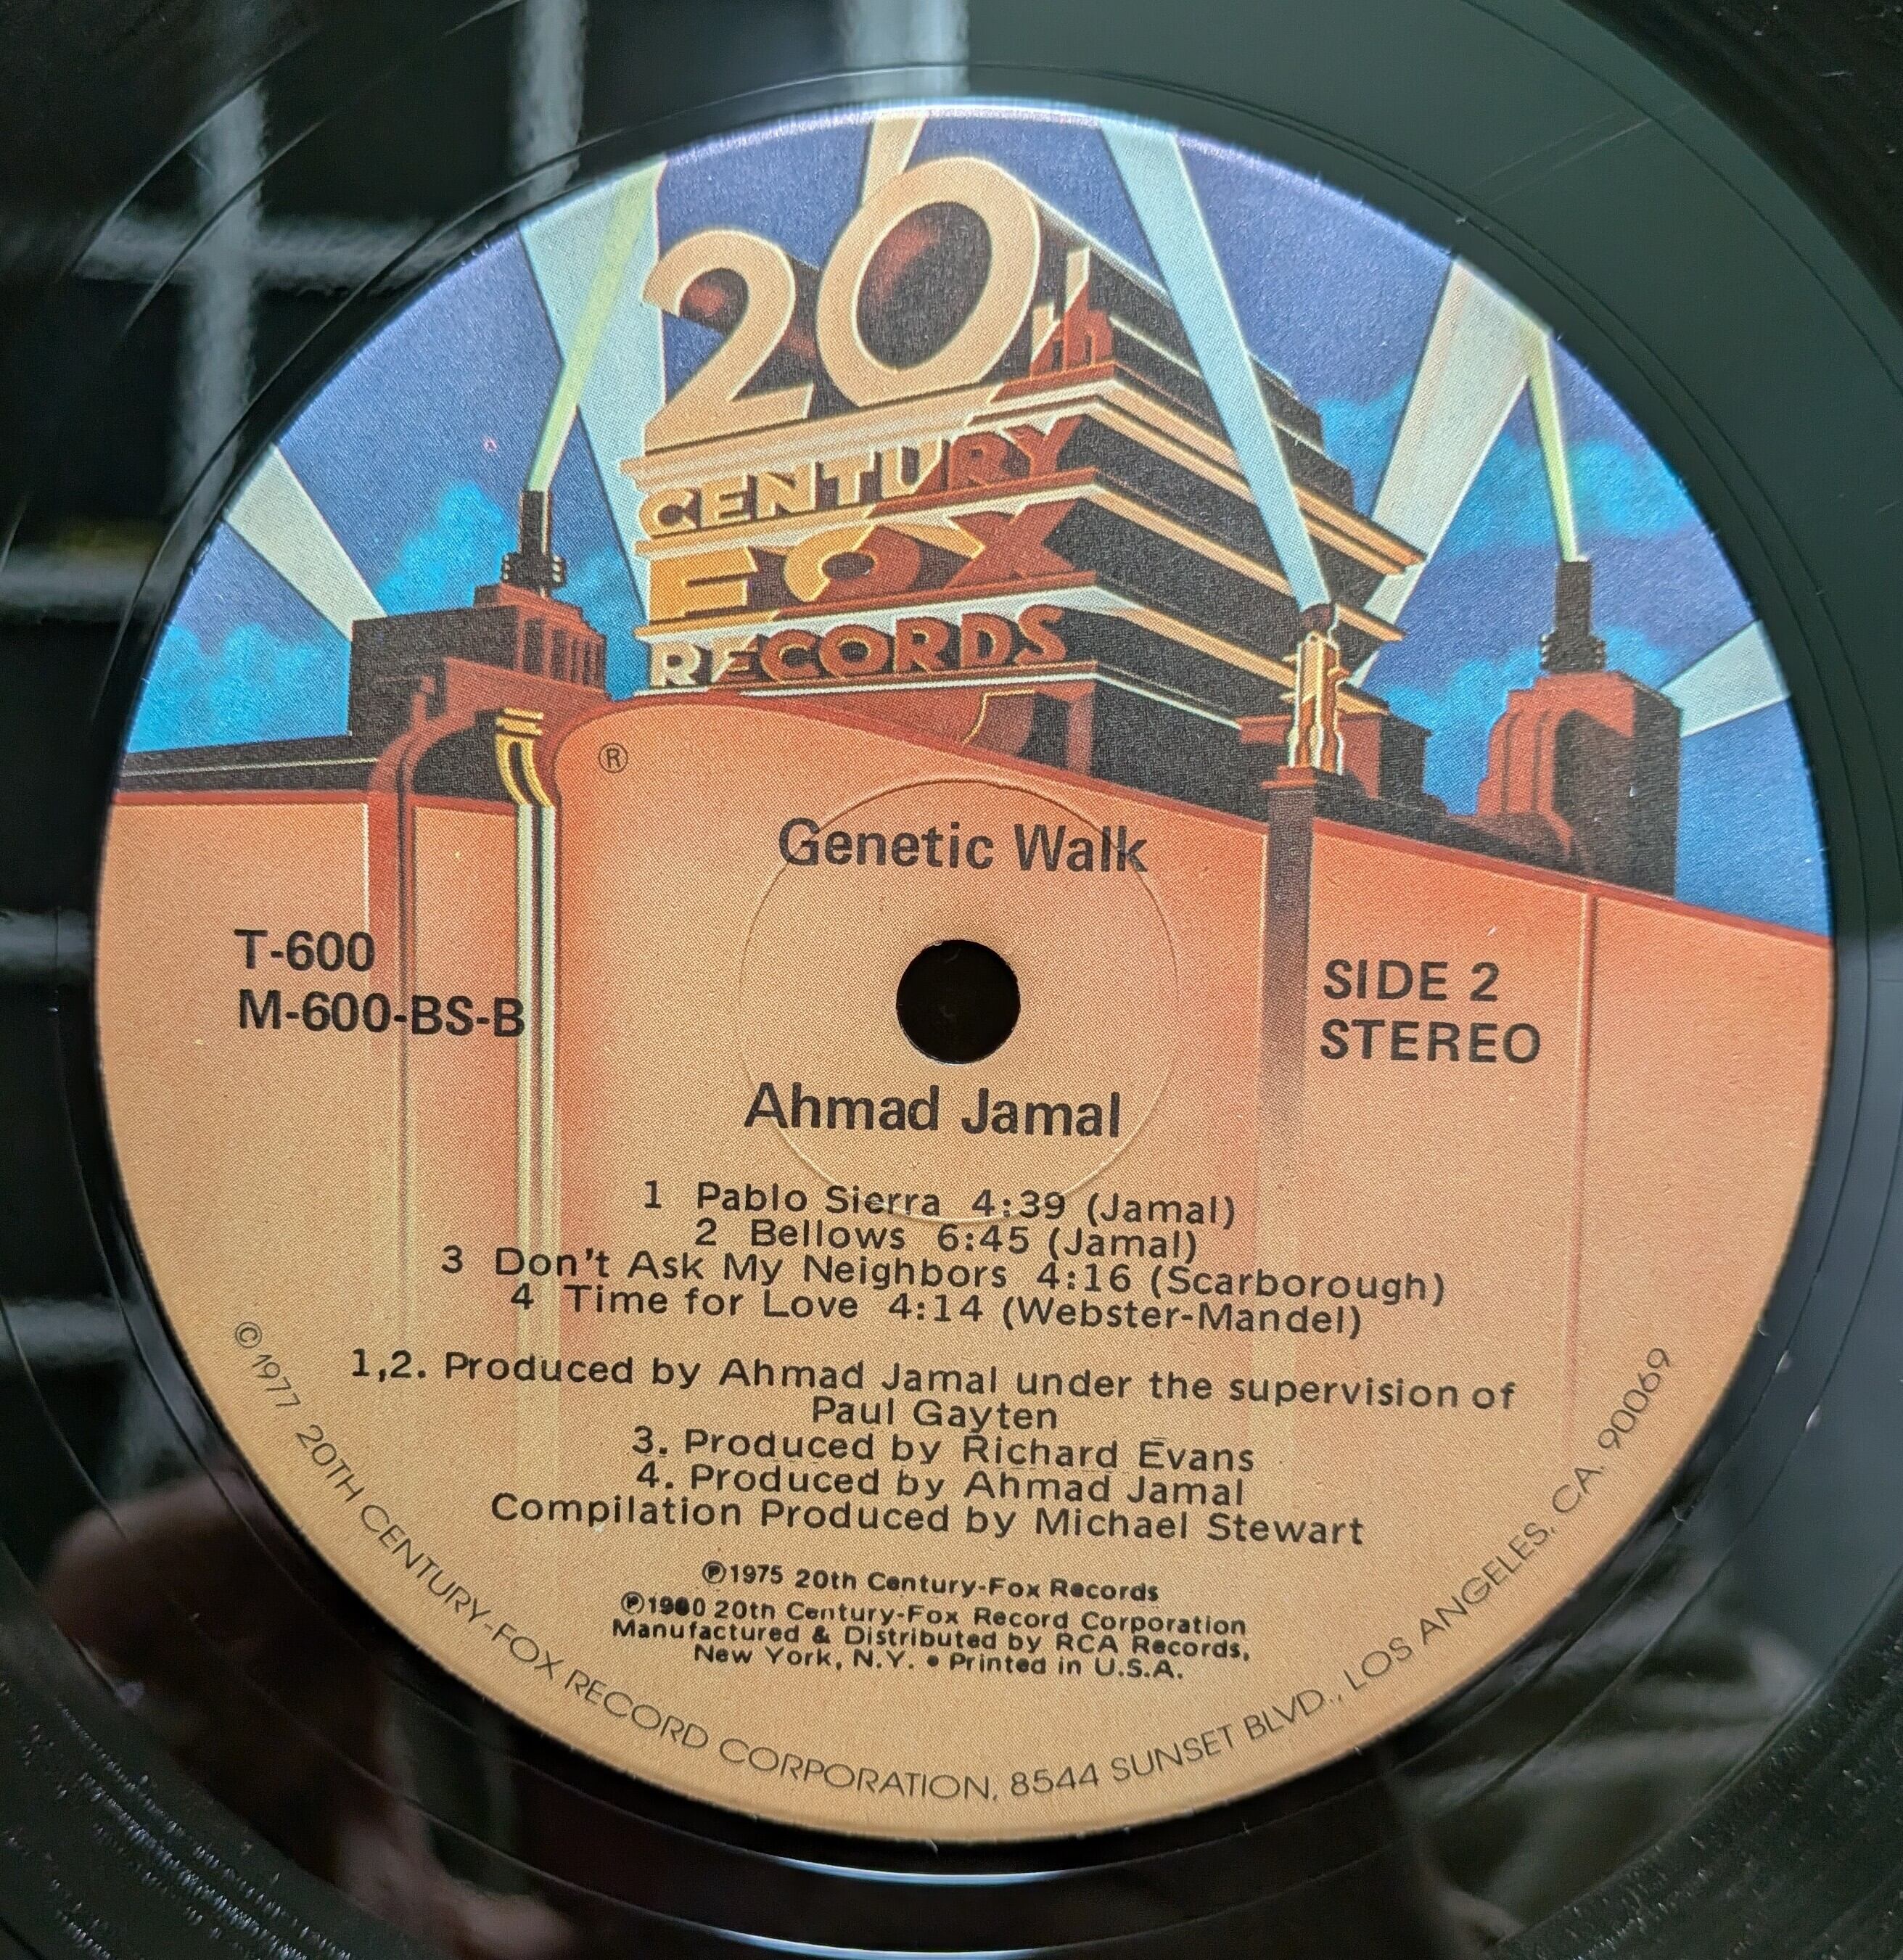 20th
CENTURY
FOX
RECORDS
®
Genetic Walk
T-600
M-600-BS-B
SIDE 2
STEREO
Ahmad Jamal
1 Pablo Sierra 4:39 (Jamal)
2 Bellows 6:45 (Jamal)
3 Don't Ask My Neighbors 4:16 (Scarborough)
4 Time for Love 4:14 (Webster-Mandel)
1,2. Produced by Ahmad Jamal under the supervision of
Paul Gayten
3. Produced by Richard Evans
4. Produced by Ahmad Jamal
Compilation Produced by Michael Stewart
℗1975 20th Century-Fox Records
℗1980 20th Century-Fox Record Corporation
Manufactured & Distributed by RCA Records,
New York, N.Y. • Printed in U.S.A.
©1977 20TH CENTURY-FOX RECORD CORPORATION, 8544 SUNSET BLVD., LOS ANGELES, CA. 90069